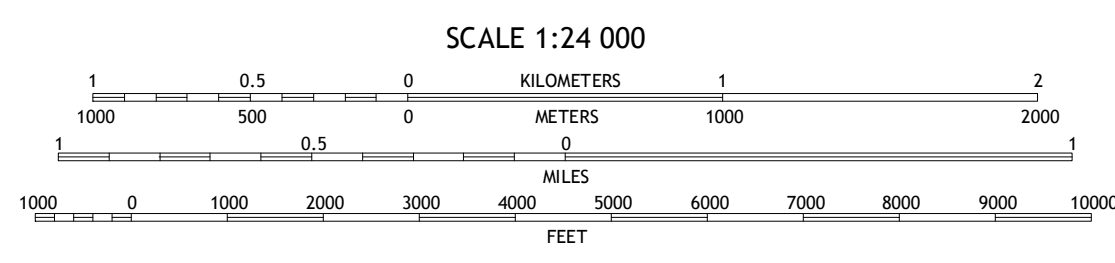 SCALE 1:24 000
1 0.5 0 KILOMETERS 1 2
1000 500 0 METERS 1000 2000
1 0.5 0 1
MILES
1000 0 1000 2000 3000 4000 5000 6000 7000 8000 9000 10000
FEET